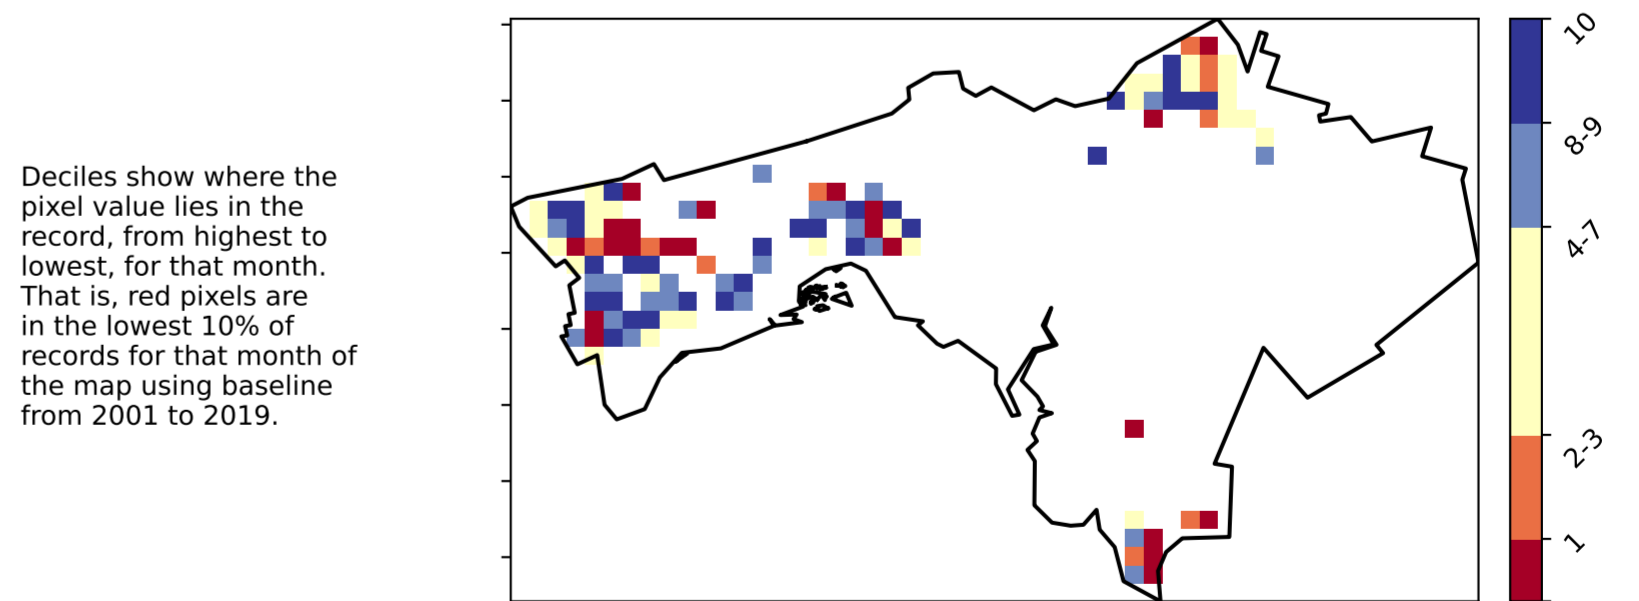 Deciles show where the
pixel value lies in the
record, from highest to
lowest, for that month.
That is, red pixels are
in the lowest 10% of
records for that month of
the map using baseline
from 2001 to 2019.
10
8-9
4-7
2-3
1